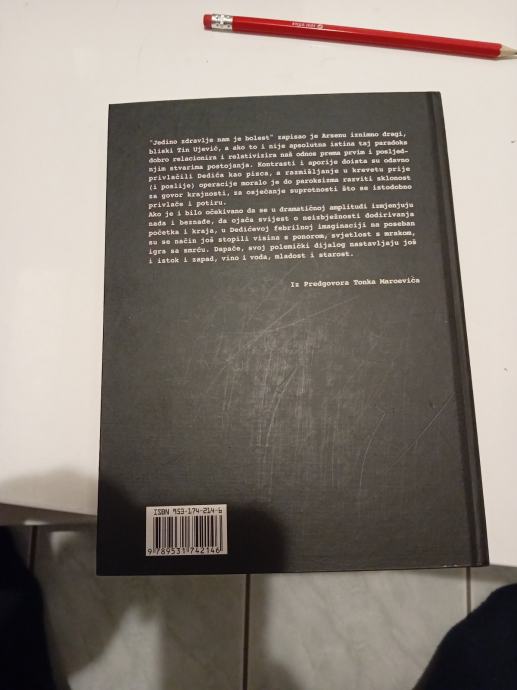 "Jedino zdravlje nam je bolest" zapisao je Arsenu iznimno dragi,
bliski Tin Ujević, a ako to i nije apsolutna istina taj paradoks
dobro relacionira i relativizira naš odnos prema prvim i posljed-
njim stvarima postojanja. Kontrasti i aporije doista su odavno
privlačili Dedića kao pisca, a razmišljanje u krevetu prije
(i poslije) operacije moralo je do paroksizma razviti sklonost
za govor krajnosti, za osjećanje suprotnosti što se istodobno
privlače i potiru.
Ako je i bilo očekivano da se u dramatičnoj amplitudi izmjenjuju
nada i beznađe, da ojača svijest o neizbježnosti dodirivanja
početka i kraja, u Dedićevoj febrilnoj imaginaciji na poseban
su se način još stopili visina s ponorom, svjetlost s mrakom,
igra sa smrću. Dapače, svoj polemički dijalog nastavljaju još
i istok i zapad, vino i voda, mladost i starost.
Iz Predgovora Tonka Maroevića
ISBN 953-174-214-6
9 789531 742146